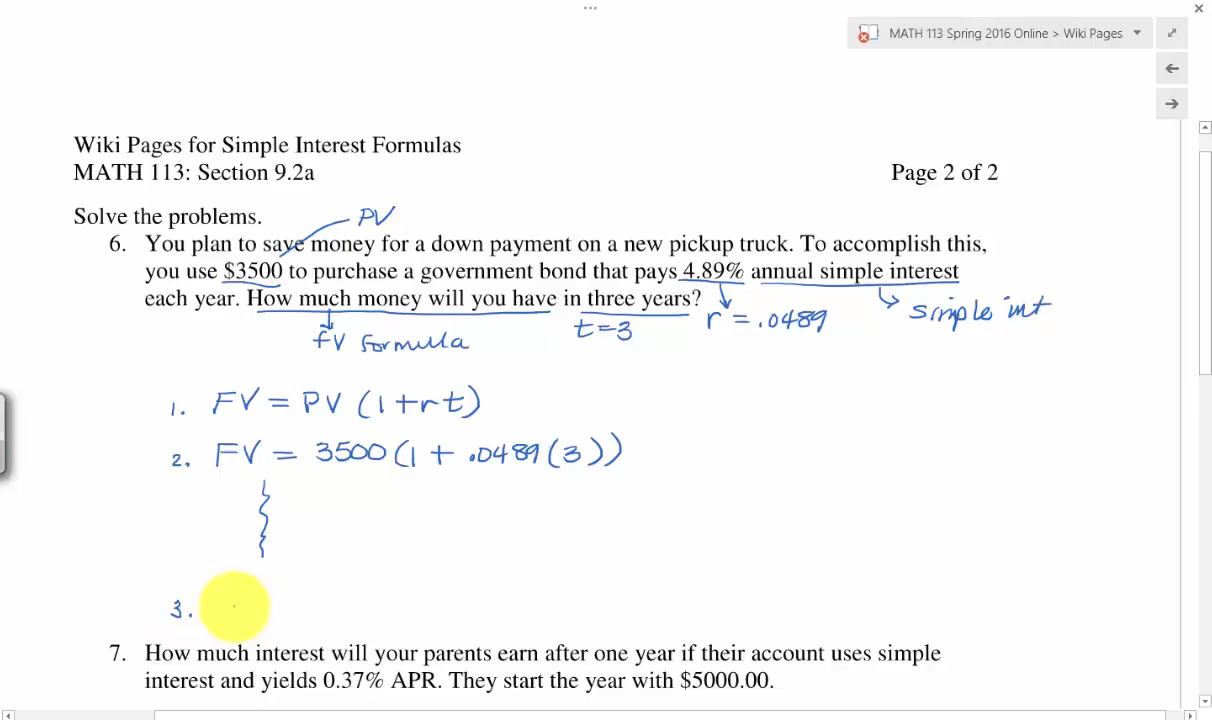 MATH 113 Spring 2016 Online > Wiki Pages
Wiki Pages for Simple Interest Formulas
MATH 113: Section 9.2a
Page 2 of 2
Solve the problems.
PV
6. You plan to save money for a down payment on a new pickup truck. To accomplish this,
you use $3500 to purchase a government bond that pays 4.89% annual simple interest
each year. How much money will you have in three years?
r = .0489
simple int
t=3
fV formula
1. FV = PV (1+rt)
2. FV = 3500(1 + .0489(3))
3.
7. How much interest will your parents earn after one year if their account uses simple
interest and yields 0.37% APR. They start the year with $5000.00.